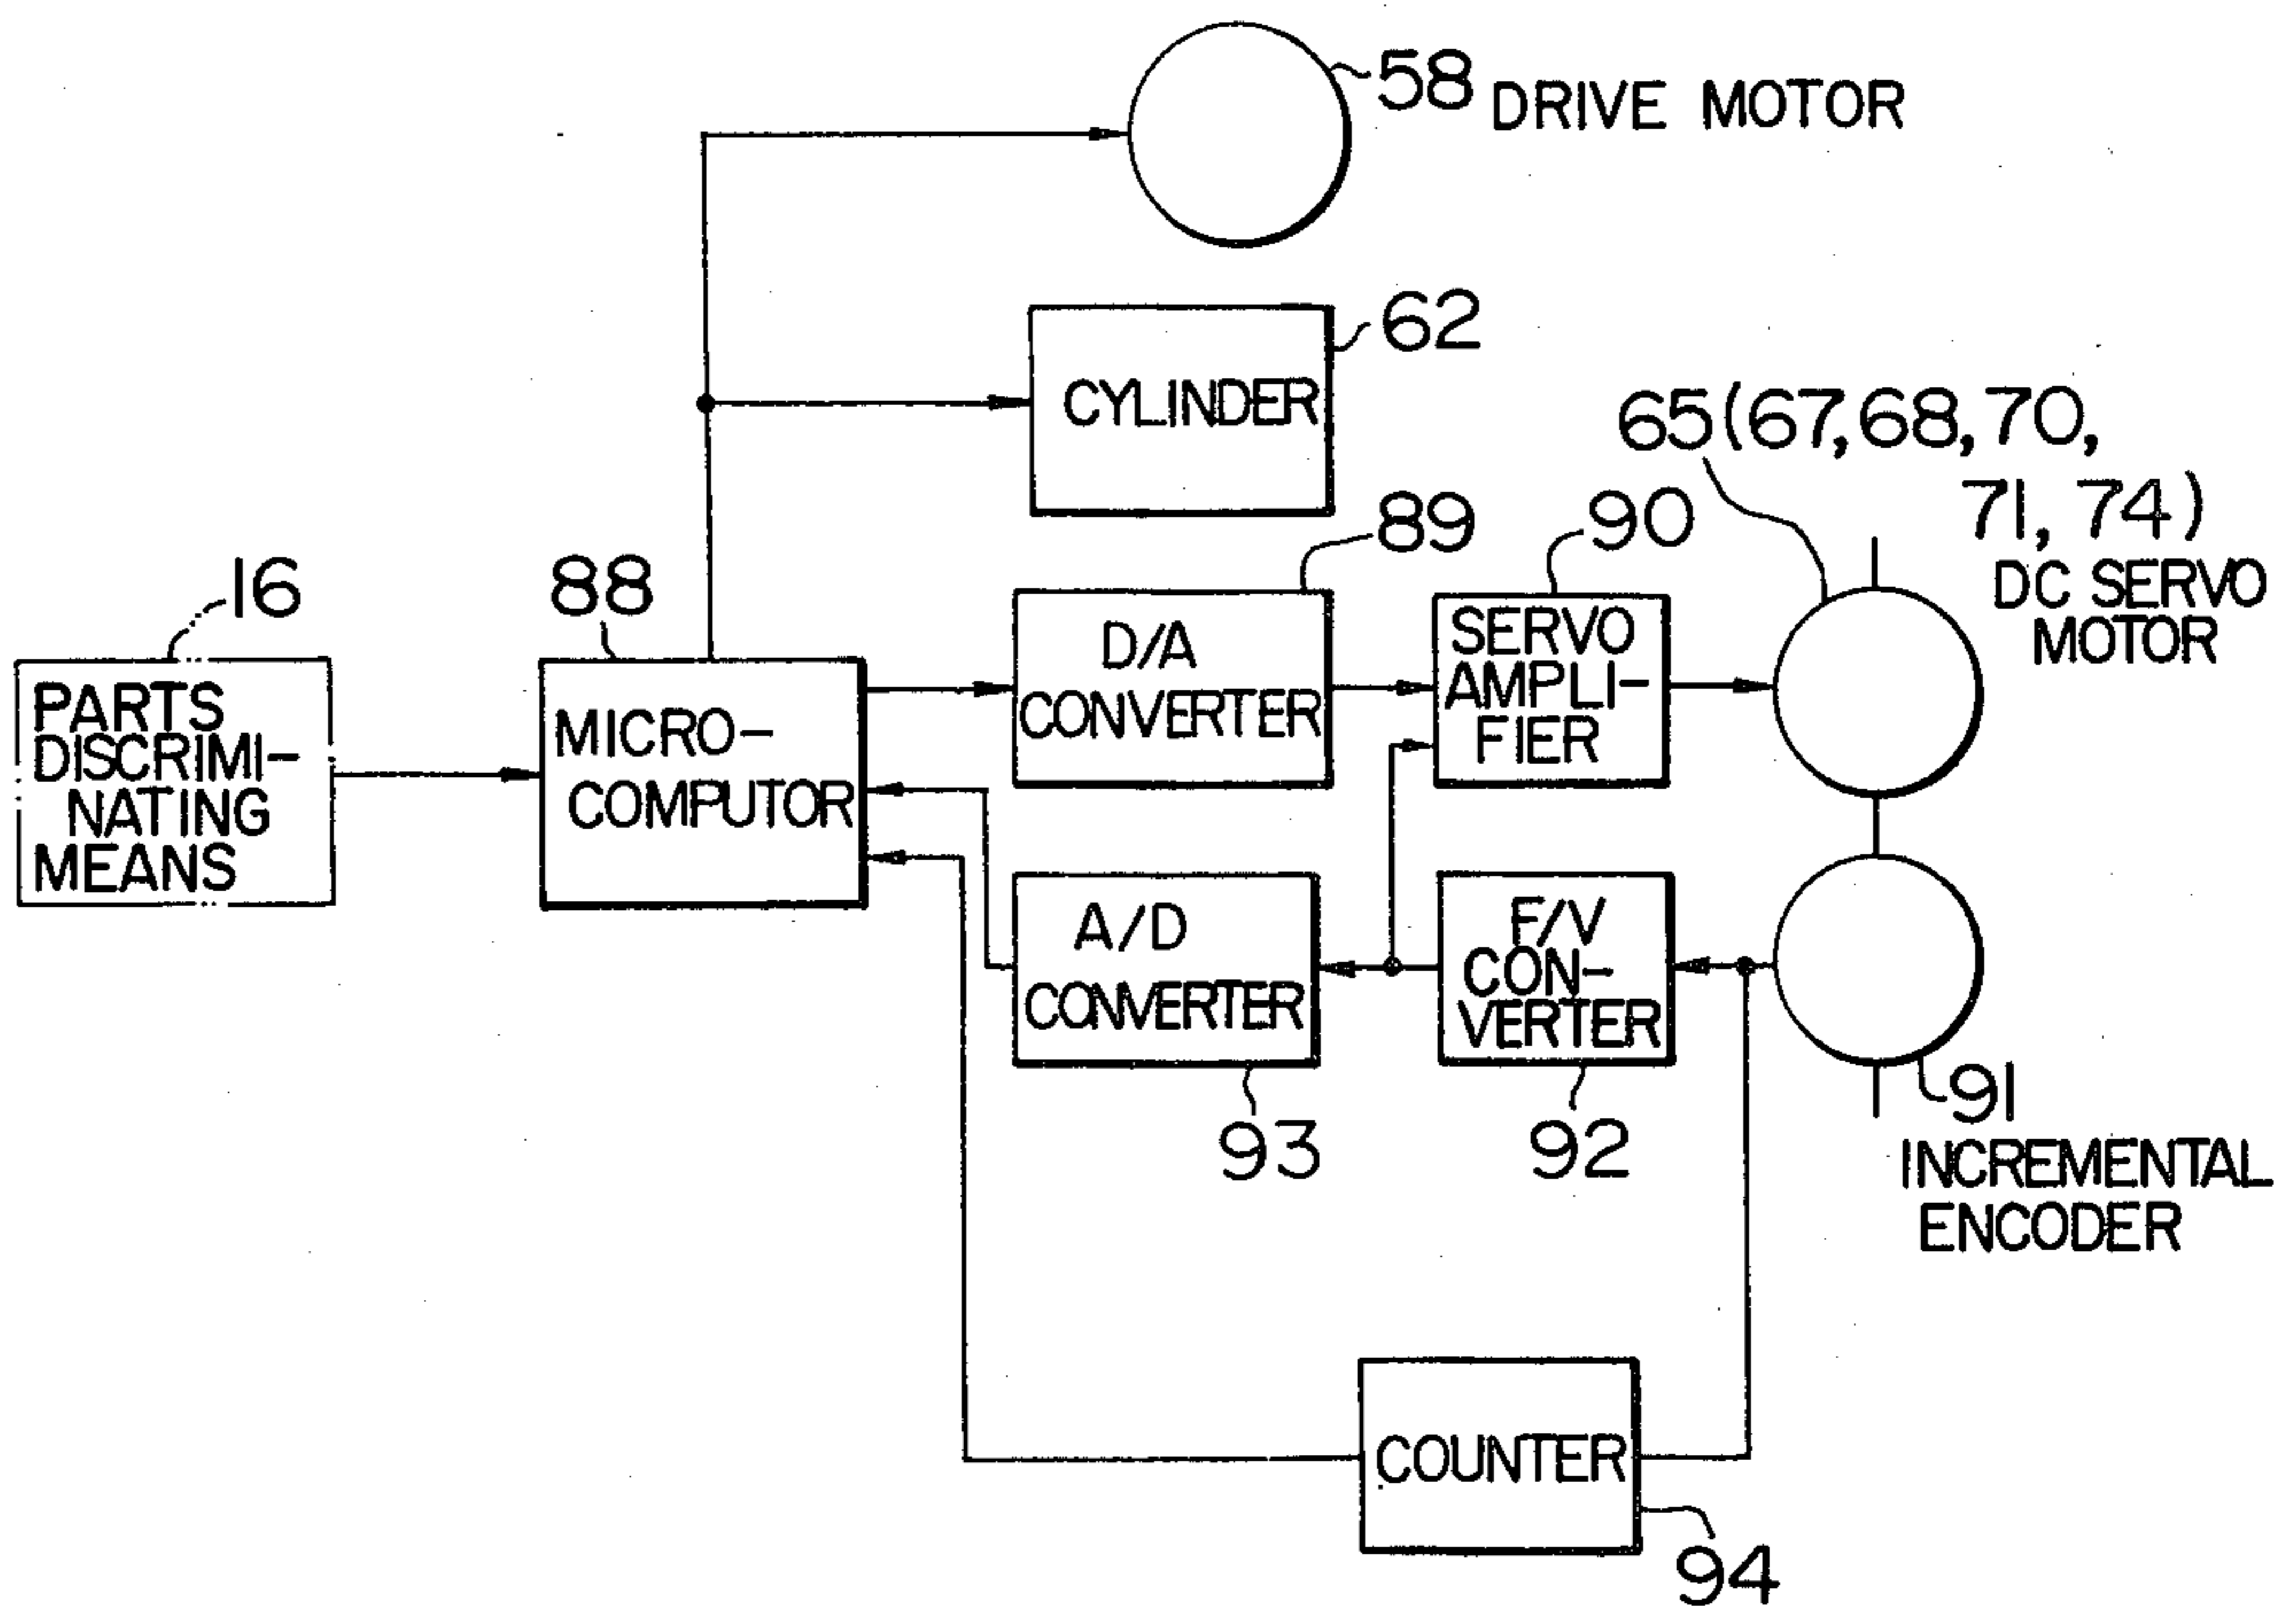 58 DRIVE MOTOR
62
CYLINDER
65(67,68,70,
71,74)
DC SERVO
MOTOR
89
90
16
88
D/A
CONVERTER
SERVO
AMPLI-
FIER
PARTS
DISCRIMI-
NATING
MEANS
MICRO-
COMPUTOR
A/D
CONVERTER
F/V
CON-
VERTER
93
92
91
INCREMENTAL
ENCODER
COUNTER
94